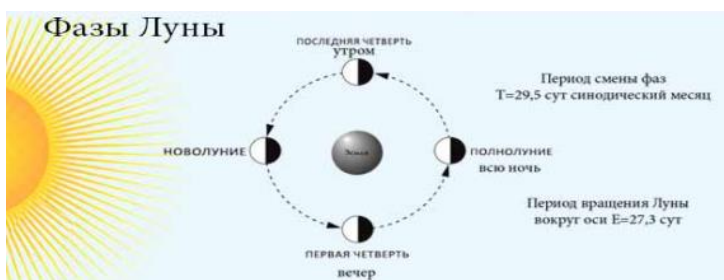 Фазы Луны
ПОСЛЕДНЯЯ ЧЕТВЕРТЬ
утром
Период смены фаз
T=29,5 сут синодический месяц
НОВОЛУНИЕ
Земля
ПОЛНОЛУНИЕ
всю ночь
Период вращения Луны
вокруг оси E=27,3 сут
ПЕРВАЯ ЧЕТВЕРТЬ
вечер